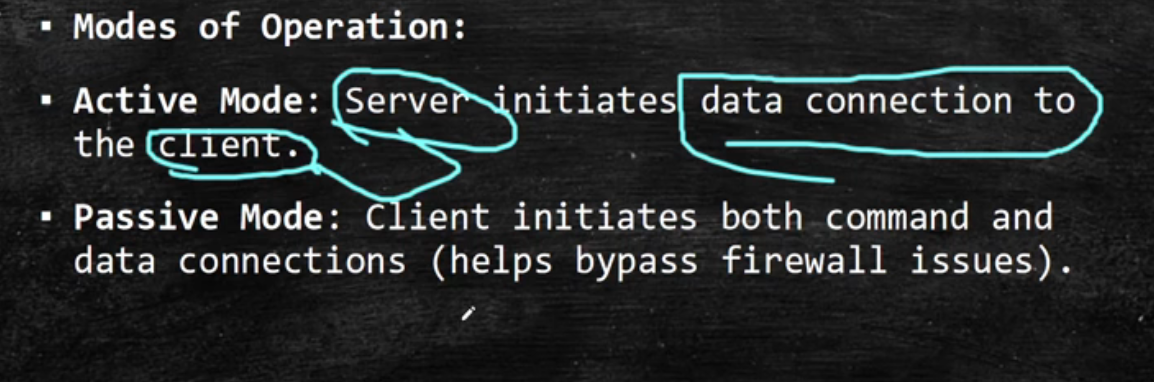 ▪ Modes of Operation:
▪ Active Mode: Server initiates data connection to
the client.
▪ Passive Mode: Client initiates both command and
data connections (helps bypass firewall issues).